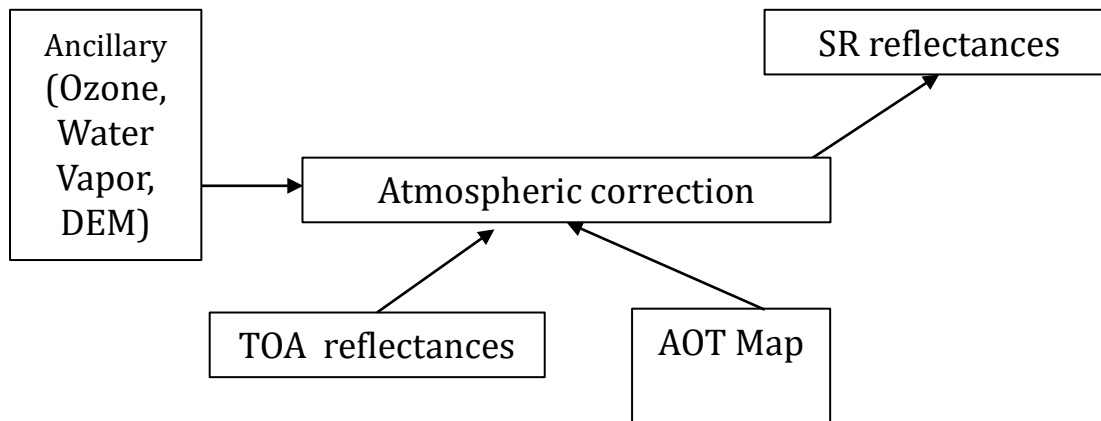 Ancillary
(Ozone,
Water
Vapor,
DEM)
SR reflectances
Atmospheric correction
TOA  reflectances
AOT Map